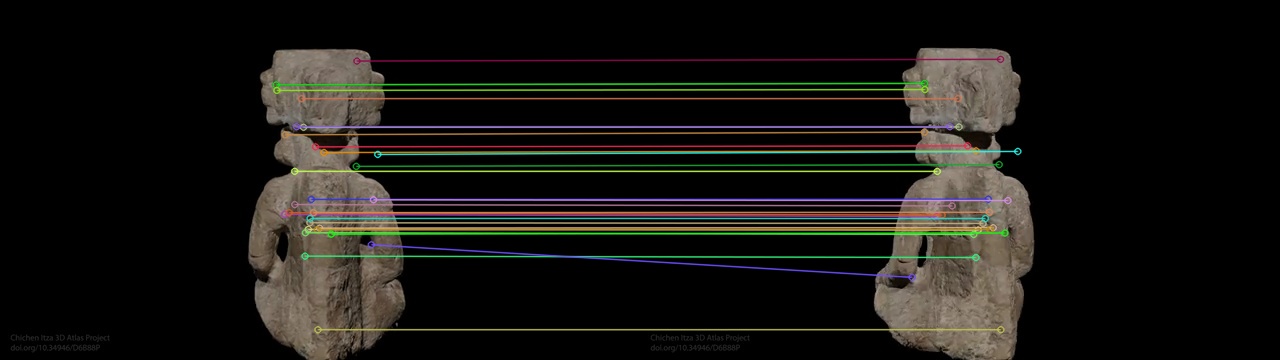 Chichen Itza 3D Atlas Project
doi.org/10.34946/D6B88P
Chichen Itza 3D Atlas Project
doi.org/10.34946/D6B88P